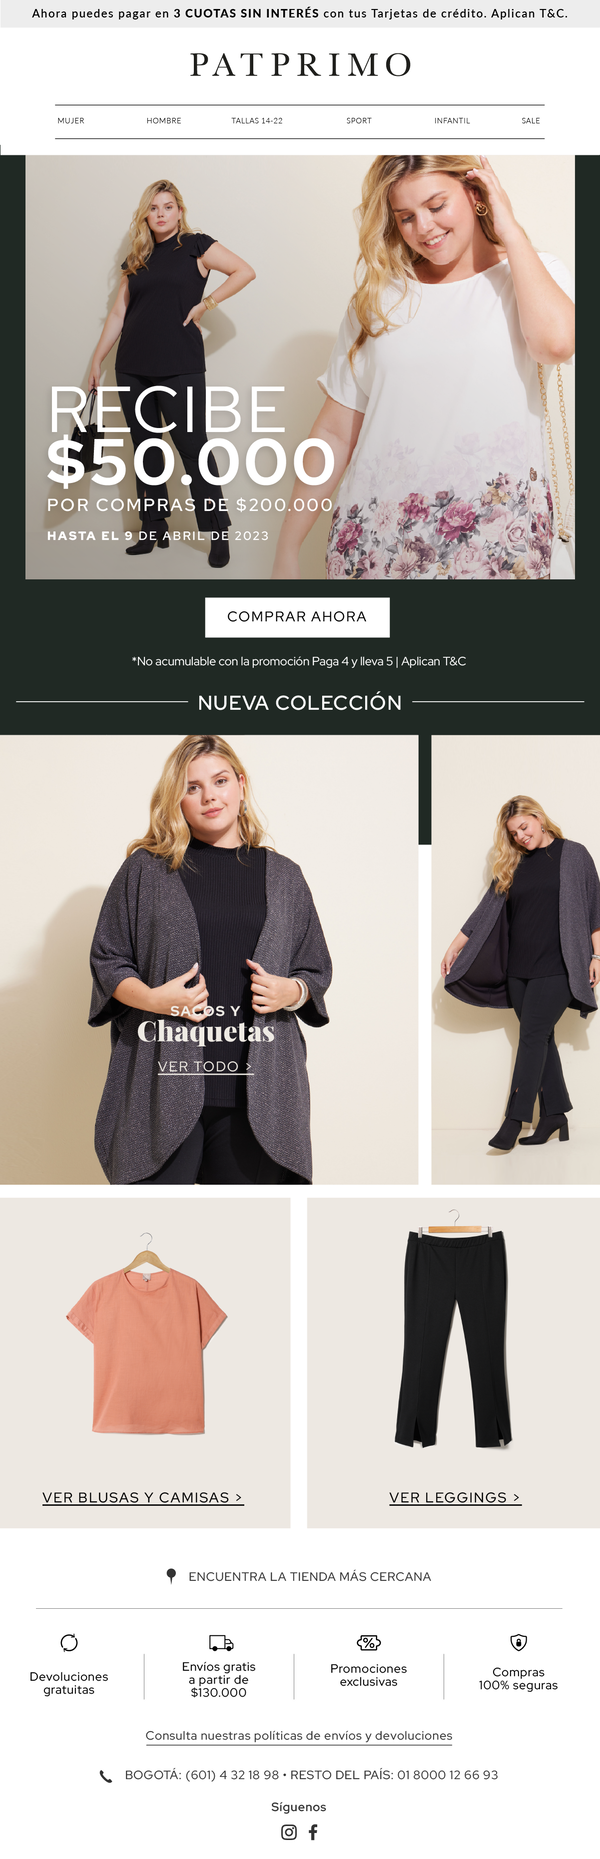 Ahora puedes pagar en 3 CUOTAS SIN INTERÉS con tus Tarjetas de crédito. Aplican T&C.
PATPRIMO
MUJER HOMBRE TALLAS 14-22 SPORT INFANTIL SALE
RECIBE
$50.000
POR COMPRAS DE $200.000
HASTA EL 9 DE ABRIL DE 2023
COMPRAR AHORA
*No acumulable con la promoción Paga 4 y lleva 5 | Aplican T&C
NUEVA COLECCIÓN
SACOS Y
Chaquetas
VER TODO >
VER BLUSAS Y CAMISAS >
VER LEGGINGS >
ENCUENTRA LA TIENDA MÁS CERCANA
Devoluciones
gratuitas
Envíos gratis
a partir de
$130.000
Promociones
exclusivas
Compras
100% seguras
Consulta nuestras políticas de envíos y devoluciones
BOGOTÁ: (601) 4 32 18 98 • RESTO DEL PAÍS: 01 8000 12 66 93
Síguenos